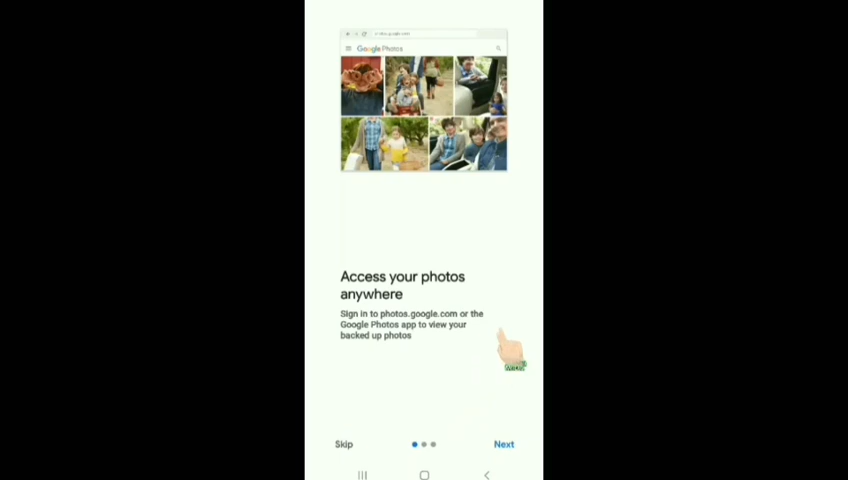 Google Photos
Access your photos
anywhere
Sign in to photos.google.com or the
Google Photos app to view your
backed up photos
Skip
Next